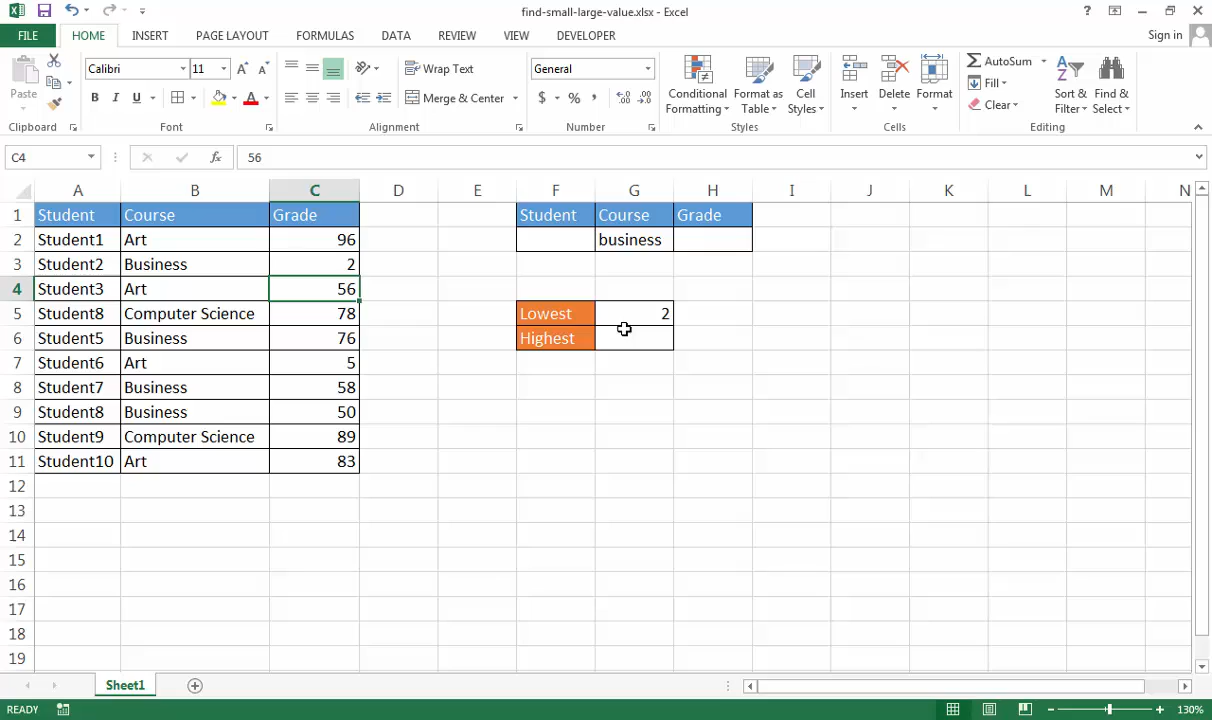 find-small-large-value.xlsx - Excel
FILE HOME INSERT PAGE LAYOUT FORMULAS DATA REVIEW VIEW DEVELOPER Sign in
Paste Calibri 11 A A Wrap Text General Conditional Formatting Format as Table Cell Styles Insert Delete Format AutoSum Fill Clear Sort & Filter Find & Select
B I U A Merge & Center $ %
Clipboard Font Alignment Number Styles Cells Editing
C4 fx 56
A B C D E F G H I J K L M N
1 Student Course Grade Student Course Grade
2 Student1 Art 96 business
3 Student2 Business 2
4 Student3 Art 56
5 Student8 Computer Science 78 Lowest 2
6 Student5 Business 76 Highest
7 Student6 Art 5
8 Student7 Business 58
9 Student8 Business 50
10 Student9 Computer Science 89
11 Student10 Art 83
12
13
14
15
16
17
18
19
Sheet1
READY 130%